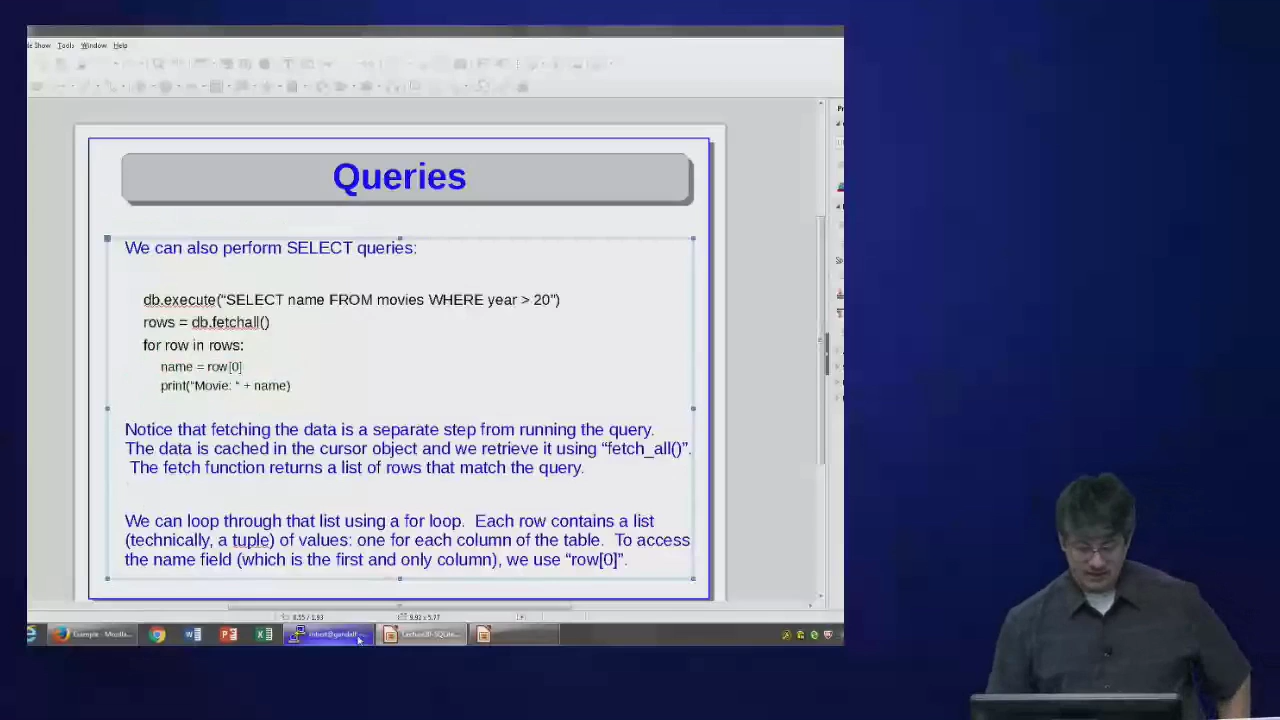 Tools Window Help
Queries
We can also perform SELECT queries:
db.execute(“SELECT name FROM movies WHERE year > 20”)
rows = db.fetchall()
for row in rows:
name = row[0]
print(“Movie: “ + name)
Notice that fetching the data is a separate step from running the query.
The data is cached in the cursor object and we retrieve it using “fetch_all()”.
The fetch function returns a list of rows that match the query.
We can loop through that list using a for loop. Each row contains a list
(technically, a tuple) of values: one for each column of the table. To access
the name field (which is the first and only column), we use “row[0]”.